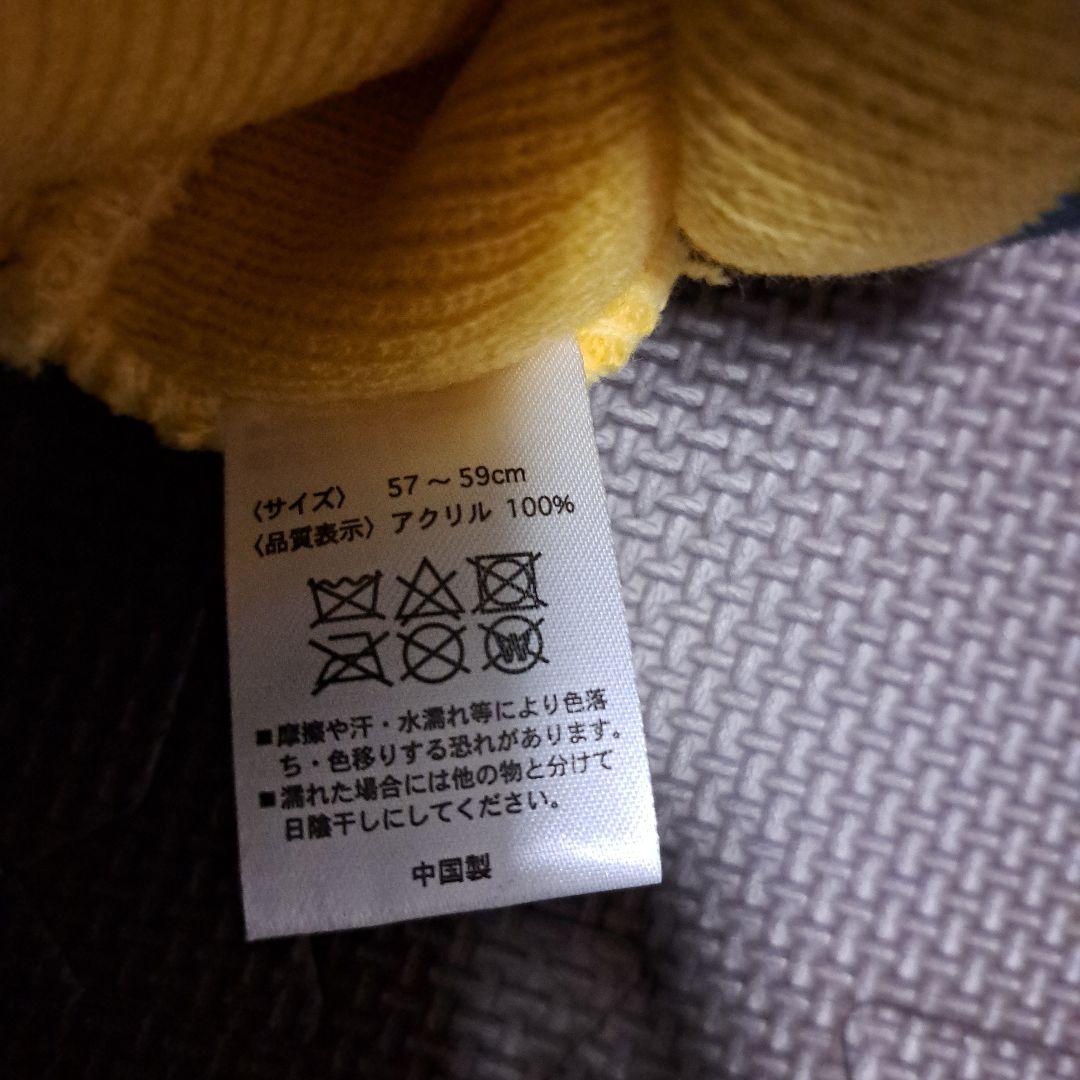 〈サイズ〉 57～59cm
〈品質表示〉 アクリル 100%
■摩擦や汗・水濡れ等により色落
ち・色移りする恐れがあります。
■濡れた場合には他の物と分けて
日陰干しにしてください。
中国製